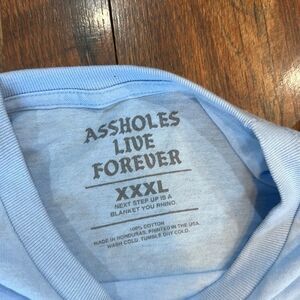 ASSHOLES
LIVE
FOREVER
XXXL
NEXT STEP UP IS A
BLANKET YOU RHINO.
100% COTTON
MADE IN HONDURAS. PRINTED IN THE USA.
WASH COLD. TUMBLE DRY COLD.